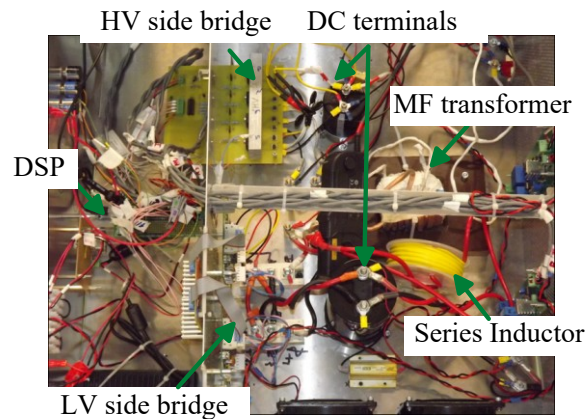 HV side bridge
DC terminals
MF transformer
DSP
Series Inductor
LV side bridge